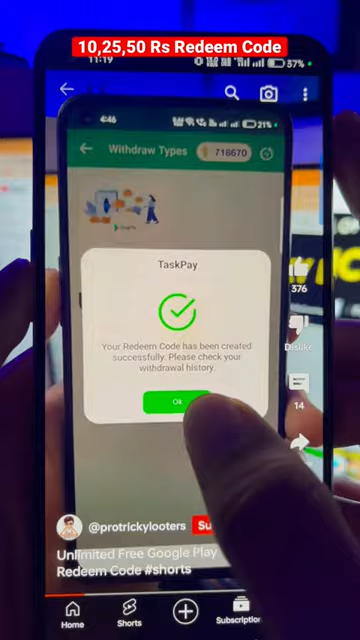 10,25,50 Rs Redeem Code
11:19
37%
4:46
21%
Withdraw Types
718670
TaskPay
Your Redeem Code has been created
successfully. Please check your
withdrawal history.
Ok
376
Dislike
14
@protrickylooters
Su
Unlimited Free Google Play
Redeem Code #shorts
Home
Shorts
Subscription